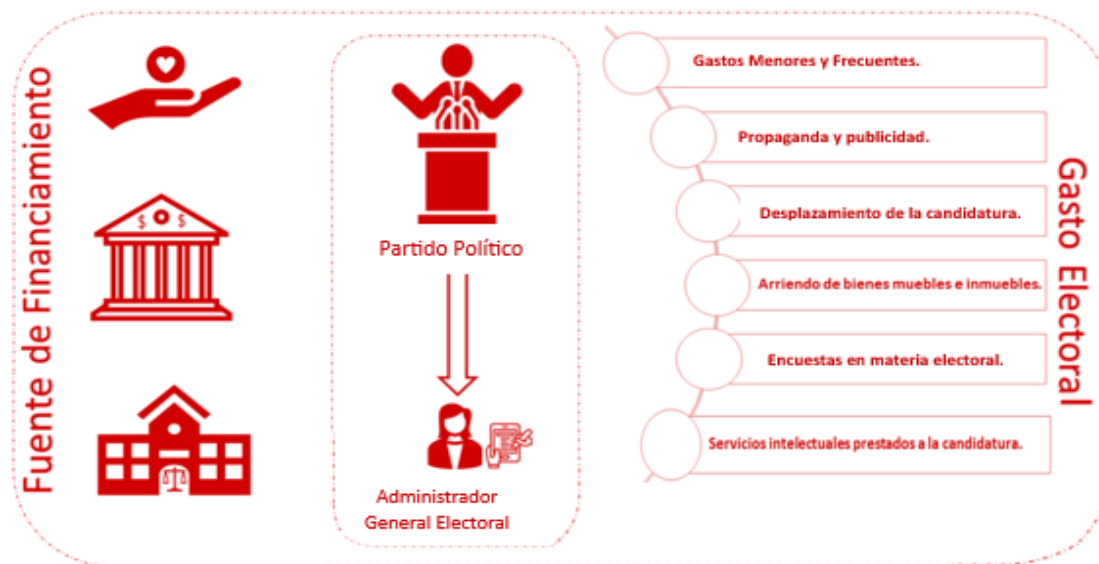 Fuente de Financiamiento
Partido Político
Administrador
General Electoral
Gastos Menores y Frecuentes.
Propaganda y publicidad.
Desplazamiento de la candidatura.
Arriendo de bienes muebles e inmuebles.
Encuestas en materia electoral.
Servicios intelectuales prestados a la candidatura.
Gasto Electoral